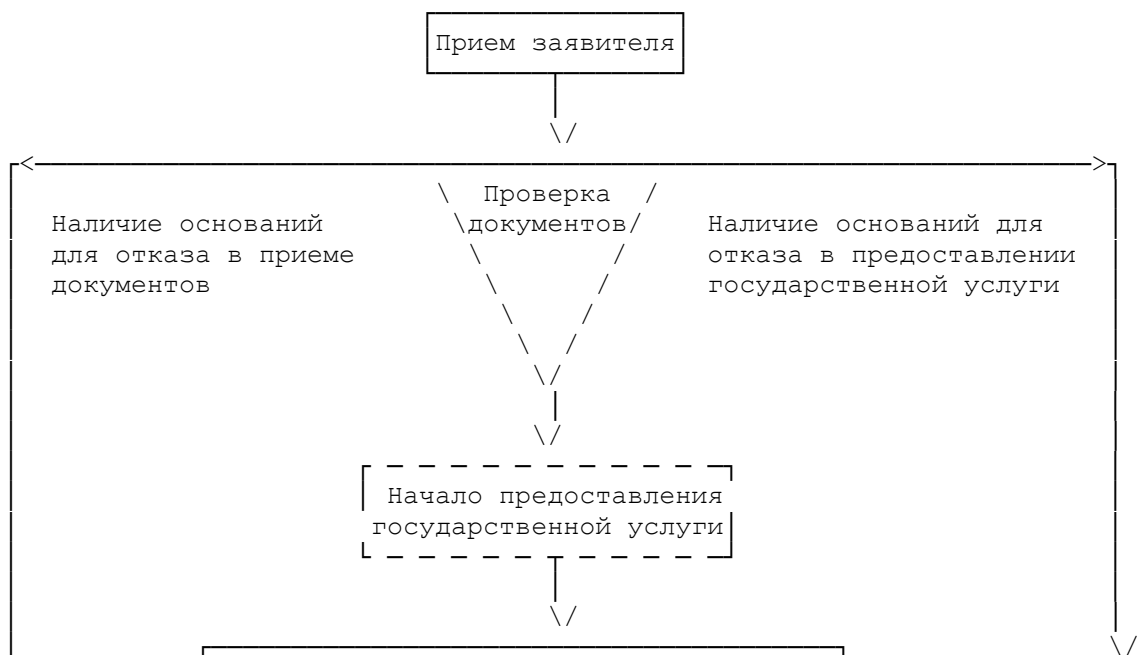 Прием заявителя
Проверка
документов
Наличие оснований
для отказа в приеме
документов
Наличие оснований для
отказа в предоставлении
государственной услуги
Начало предоставления
государственной услуги